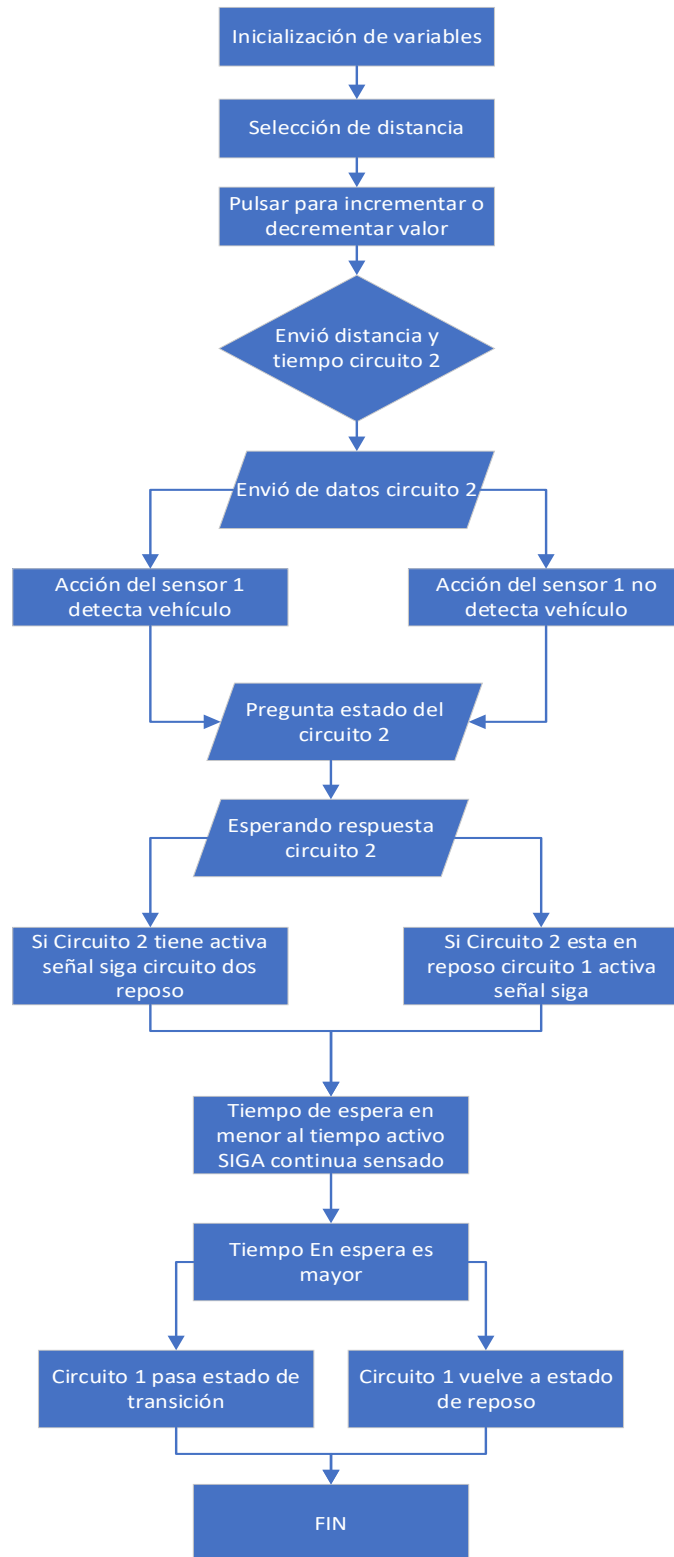 Inicialización de variables
Selección de distancia
Pulsar para incrementar o
decrementar valor
Envió distancia y
tiempo circuito 2
Envió de datos circuito 2
Acción del sensor 1
detecta vehículo
Acción del sensor 1 no
detecta vehículo
Pregunta estado del
circuito 2
Esperando respuesta
circuito 2
Si Circuito 2 tiene activa
señal siga circuito dos
reposo
Si Circuito 2 esta en
reposo circuito 1 activa
señal siga
Tiempo de espera en
menor al tiempo activo
SIGA continua sensado
Tiempo En espera es
mayor
Circuito 1 pasa estado de
transición
Circuito 1 vuelve a estado
de reposo
FIN